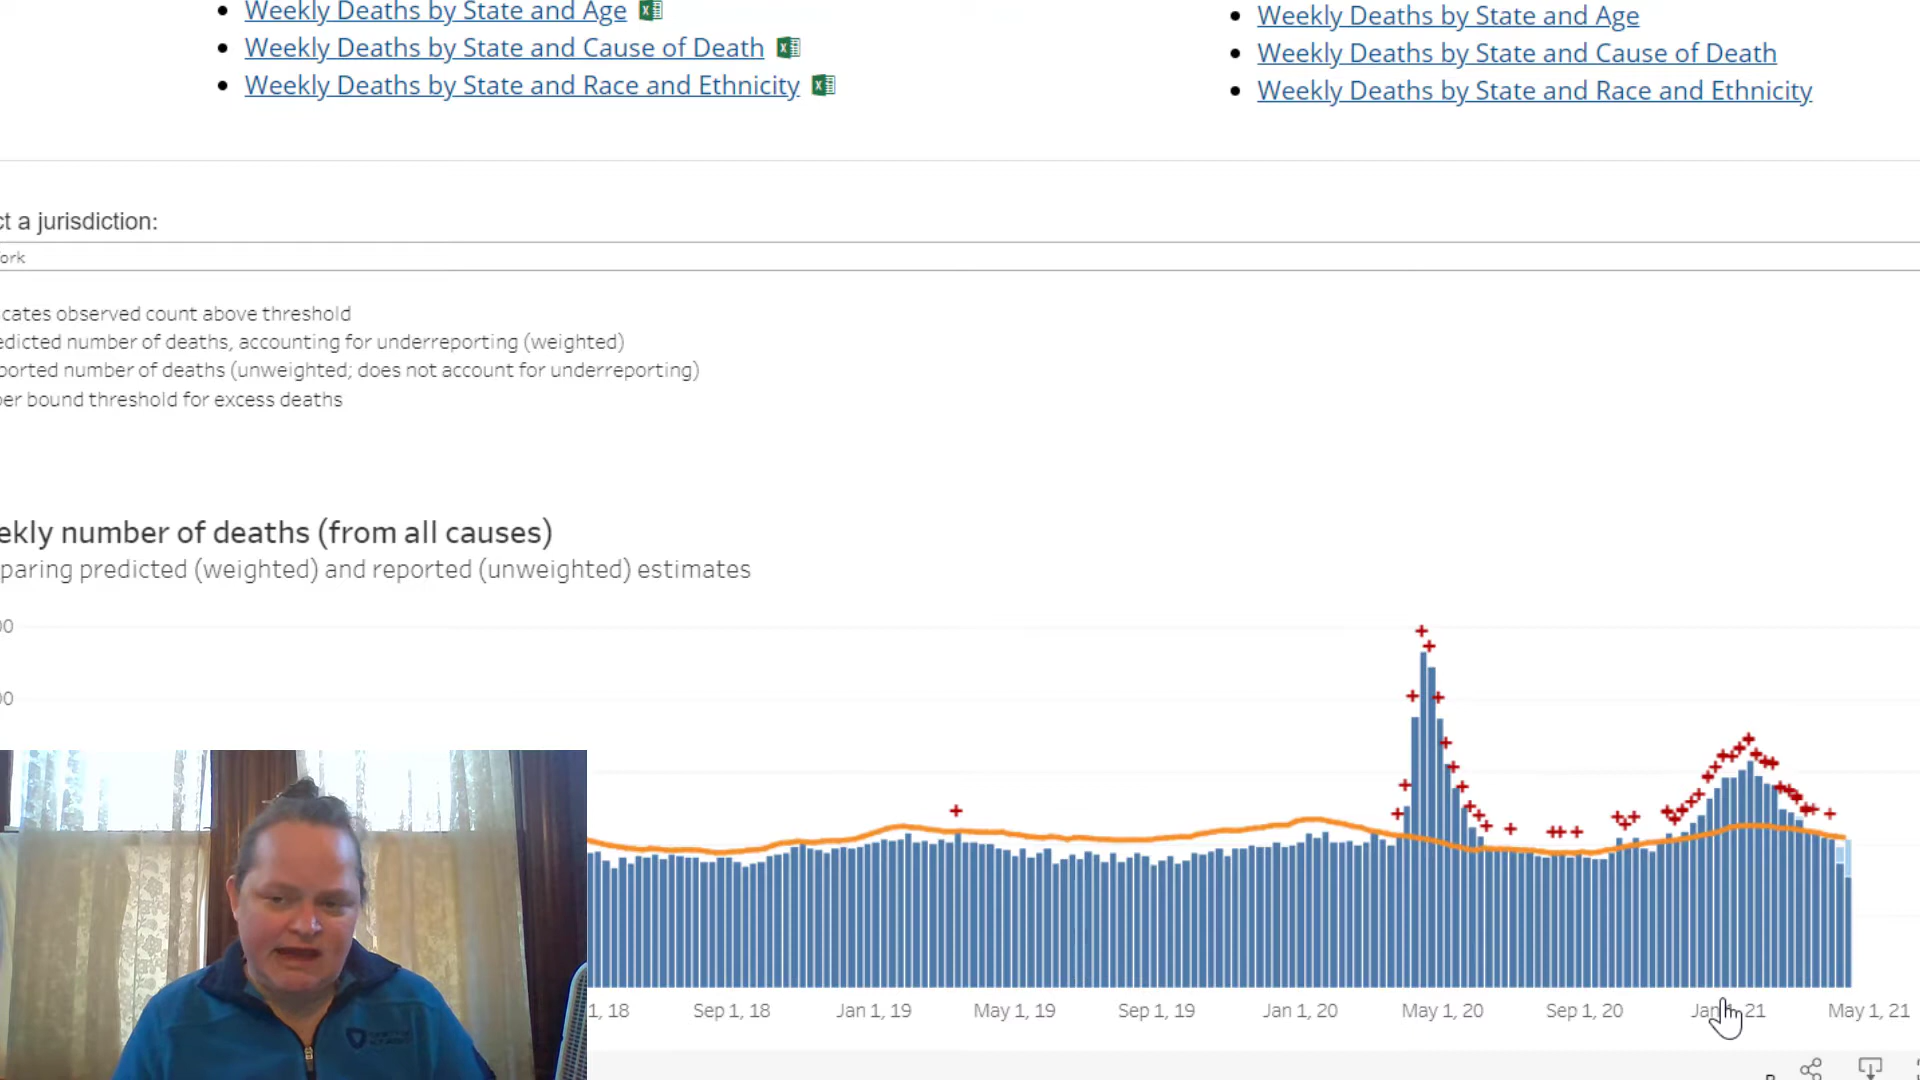 Weekly Deaths by State and Age
Weekly Deaths by State and Cause of Death
Weekly Deaths by State and Race and Ethnicity
Weekly Deaths by State and Age
Weekly Deaths by State and Cause of Death
Weekly Deaths by State and Race and Ethnicity
ct a jurisdiction:
ork
cates observed count above threshold
edicted number of deaths, accounting for underreporting (weighted)
ported number of deaths (unweighted; does not account for underreporting)
per bound threshold for excess deaths
ekly number of deaths (from all causes)
paring predicted (weighted) and reported (unweighted) estimates
00
00
1, 18 Sep 1, 18 Jan 1, 19 May 1, 19 Sep 1, 19 Jan 1, 20 May 1, 20 Sep 1, 20 Jan 21 May 1, 21